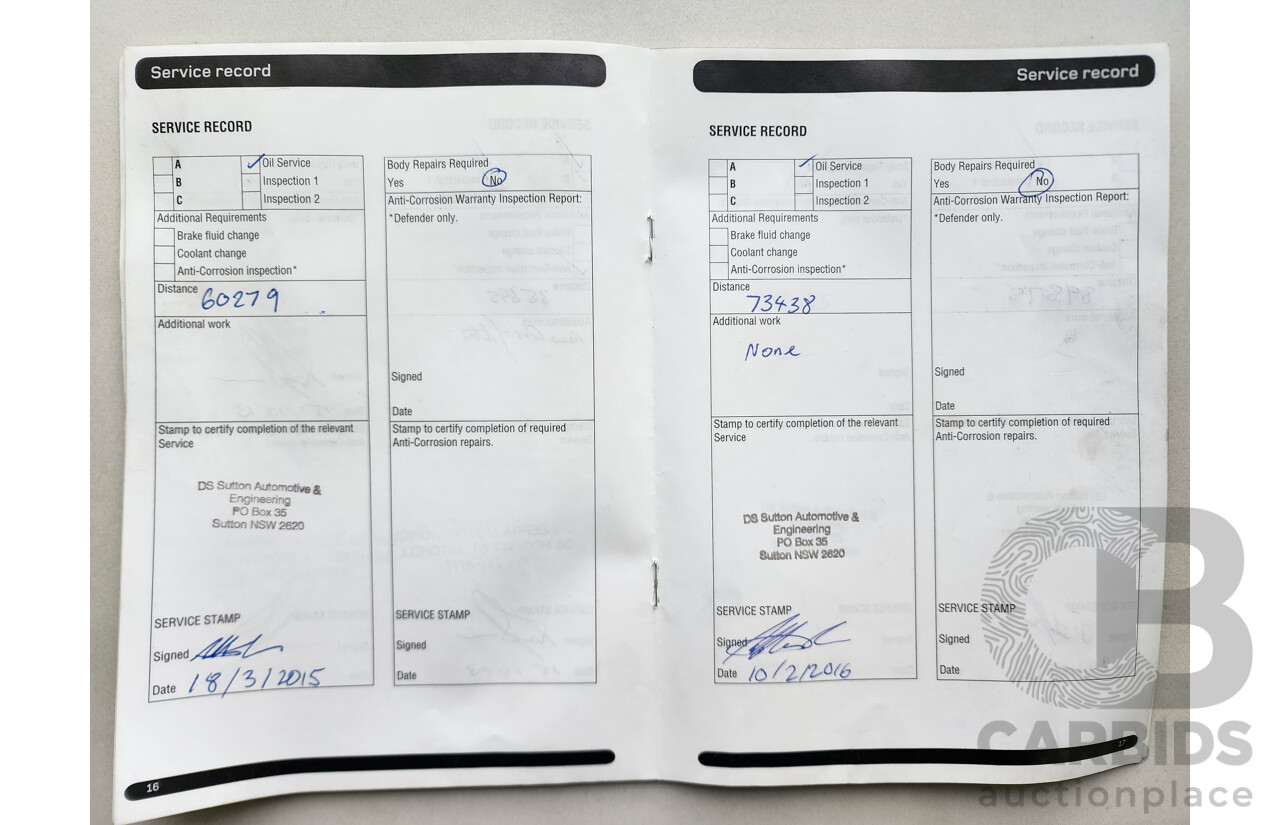 Service record
SERVICE RECORD
A
B
C
✓ Oil Service
Inspection 1
Inspection 2
Additional Requirements
Brake fluid change
Coolant change
Anti-Corrosion inspection*
Distance
60279
Additional work
Stamp to certify completion of the relevant
Service
DS Sutton Automotive &
Engineering
PO Box 35
Sutton NSW 2620
SERVICE STAMP
Signed
Date 18/3/2015
Body Repairs Required
Yes No
Anti-Corrosion Warranty Inspection Report:
*Defender only.
Signed
Date
Stamp to certify completion of required
Anti-Corrosion repairs.
SERVICE STAMP
Signed
Date
16
Service record
SERVICE RECORD
A
B
C
✓ Oil Service
Inspection 1
Inspection 2
Additional Requirements
Brake fluid change
Coolant change
Anti-Corrosion inspection*
Distance
73438
Additional work
None
Stamp to certify completion of the relevant
Service
DS Sutton Automotive &
Engineering
PO Box 35
Sutton NSW 2620
SERVICE STAMP
Signed
Date 10/2/2016
Body Repairs Required
Yes No
Anti-Corrosion Warranty Inspection Report:
*Defender only.
Signed
Date
Stamp to certify completion of required
Anti-Corrosion repairs.
SERVICE STAMP
Signed
Date
17
CARBIDS
auctionplace